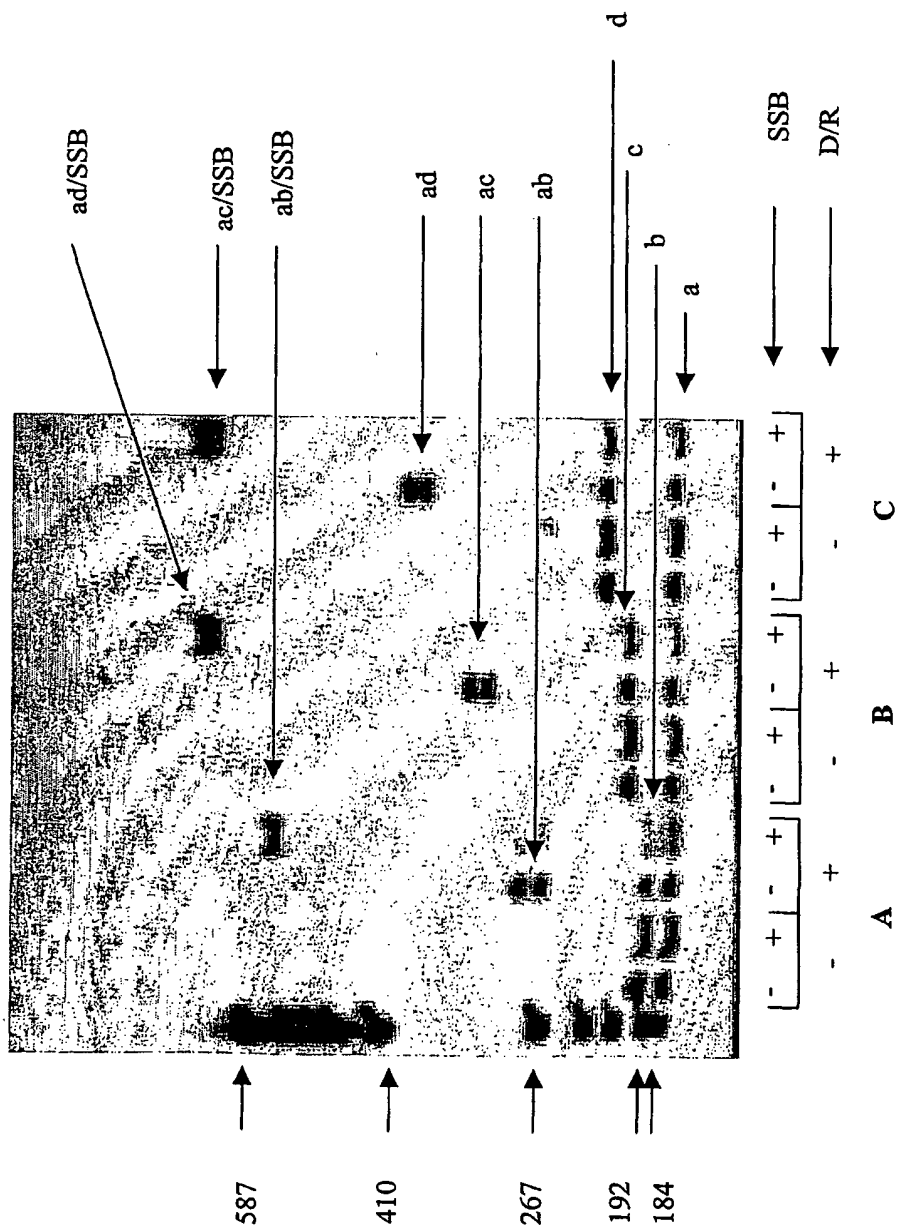 ad/SSB
ac/SSB
ab/SSB
ad
ac
ab
d
c
b
a
SSB
D/R
587
410
267
192
184
- + - + - + - + - + - +
- + - + - +
A B C